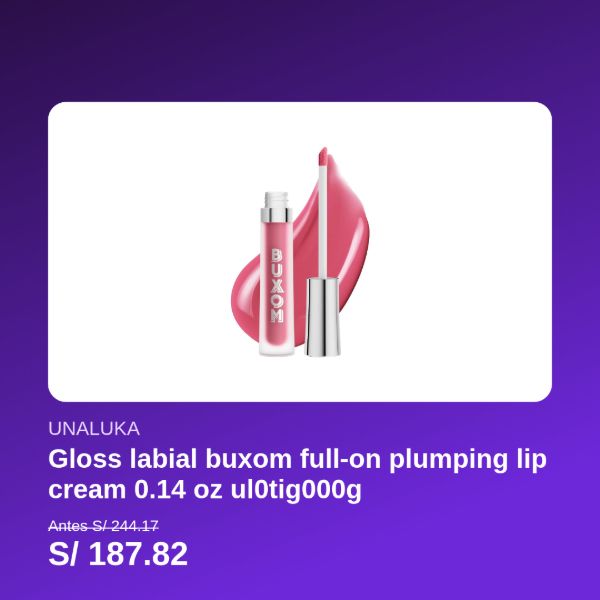 BUXOM
UNALUKA
Gloss labial buxom full-on plumping lip
cream 0.14 oz ul0tig000g
Antes S/ 244.17
S/ 187.82